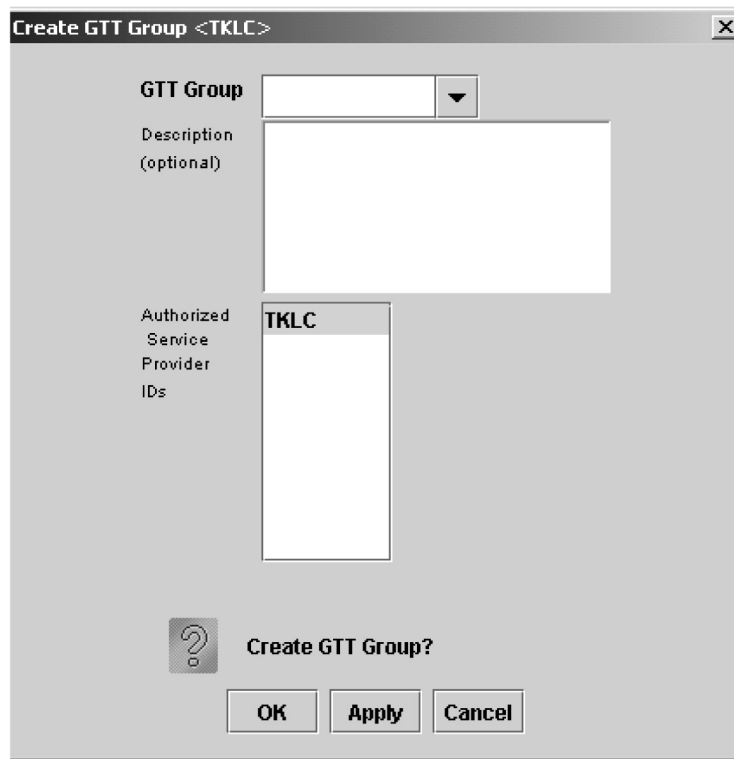 Create GTT Group <TKLC>
GTT Group
Description
(optional)
Authorized
Service
Provider
IDs
TKLC
Create GTT Group?
OK Apply Cancel